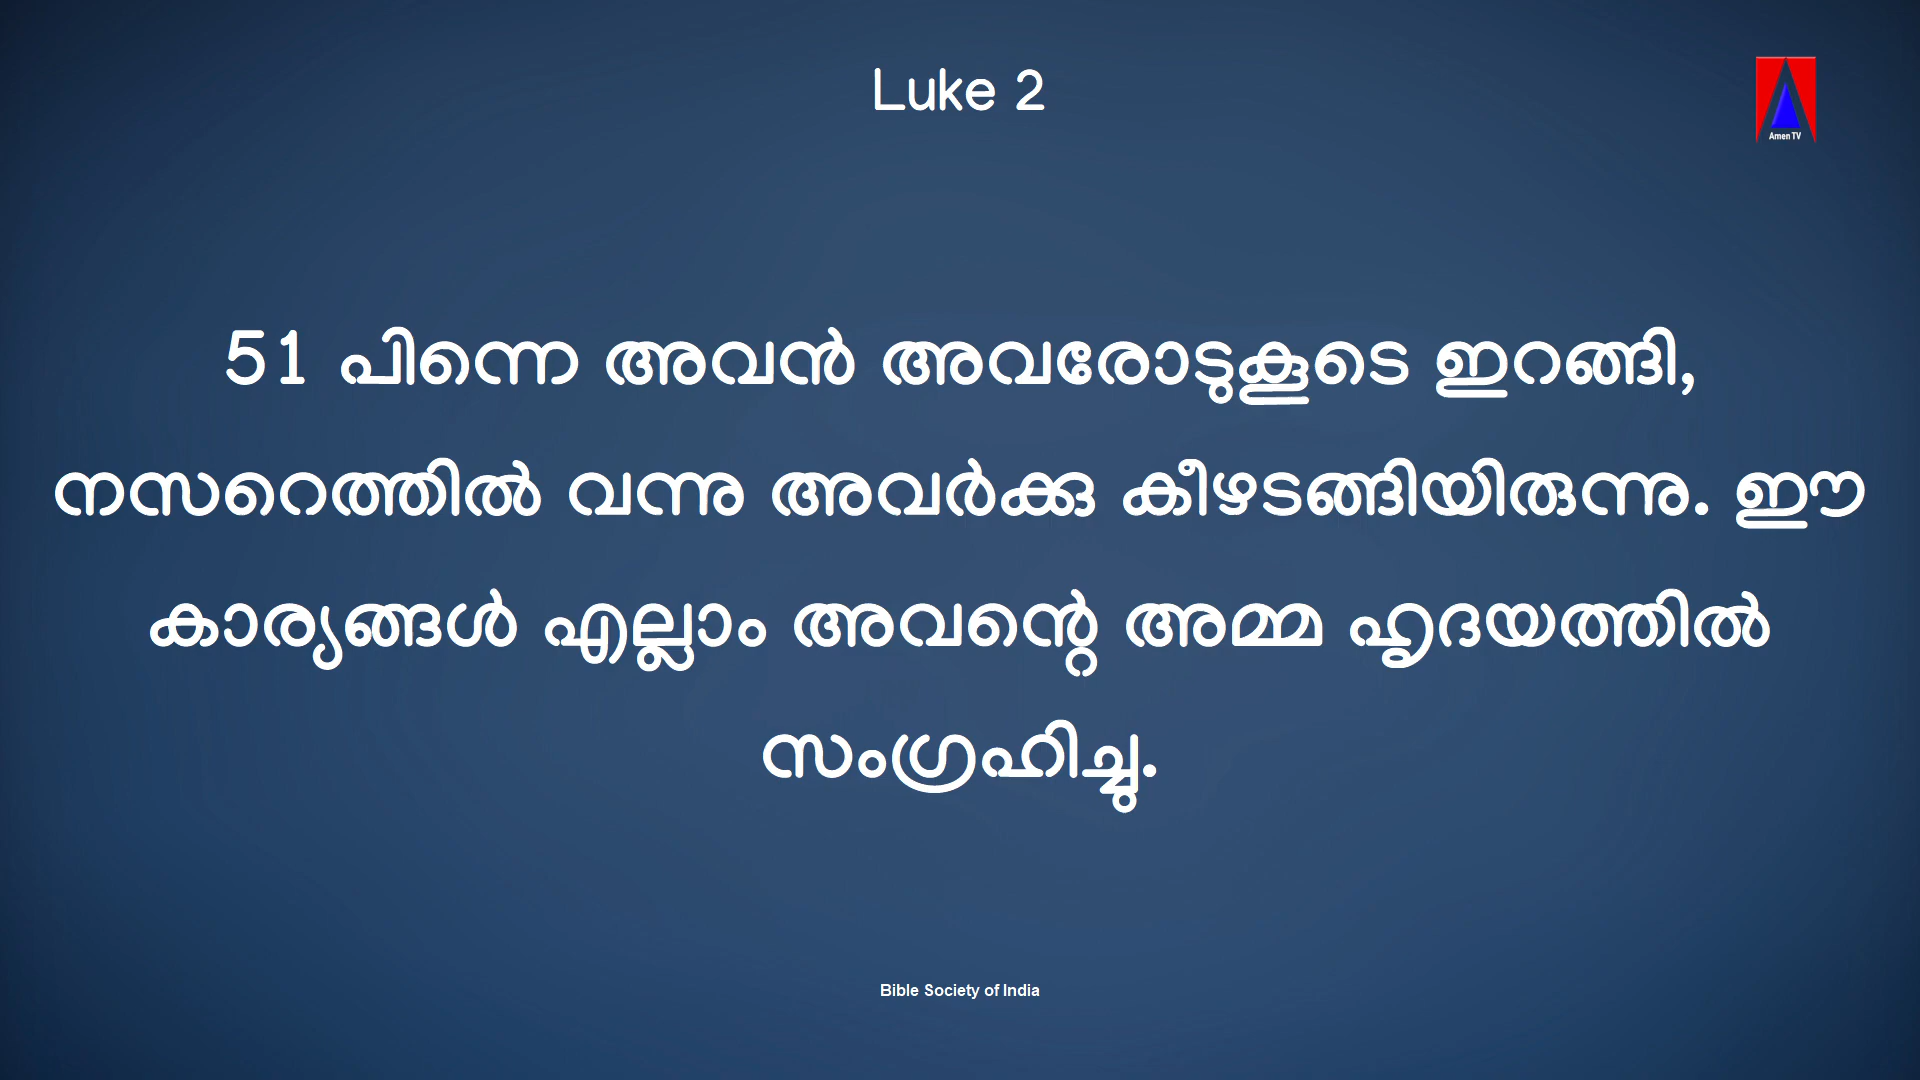 Luke 2
Amen TV
51 പിന്നെ അവൻ അവരോടുകൂടെ ഇറങ്ങി,
നസറെത്തിൽ വന്നു അവർക്കു കീഴടങ്ങിയിരുന്നു. ഈ
കാര്യങ്ങൾ എല്ലാം അവന്റെ അമ്മ ഹൃദയത്തിൽ
സംഗ്രഹിച്ചു.
Bible Society of India